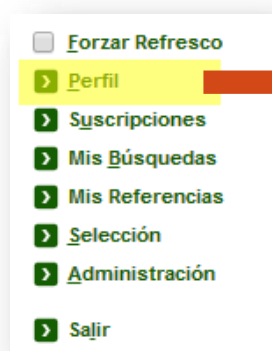 Forzar Refresco
Perfil
Suscripciones
Mis Búsquedas
Mis Referencias
Selección
Administración
Salir